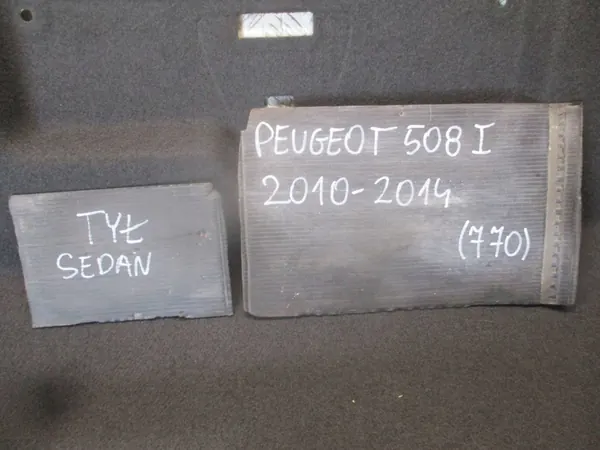 TYŁ
SEDAN
PEUGEOT 508 I
2010-2014
(770)